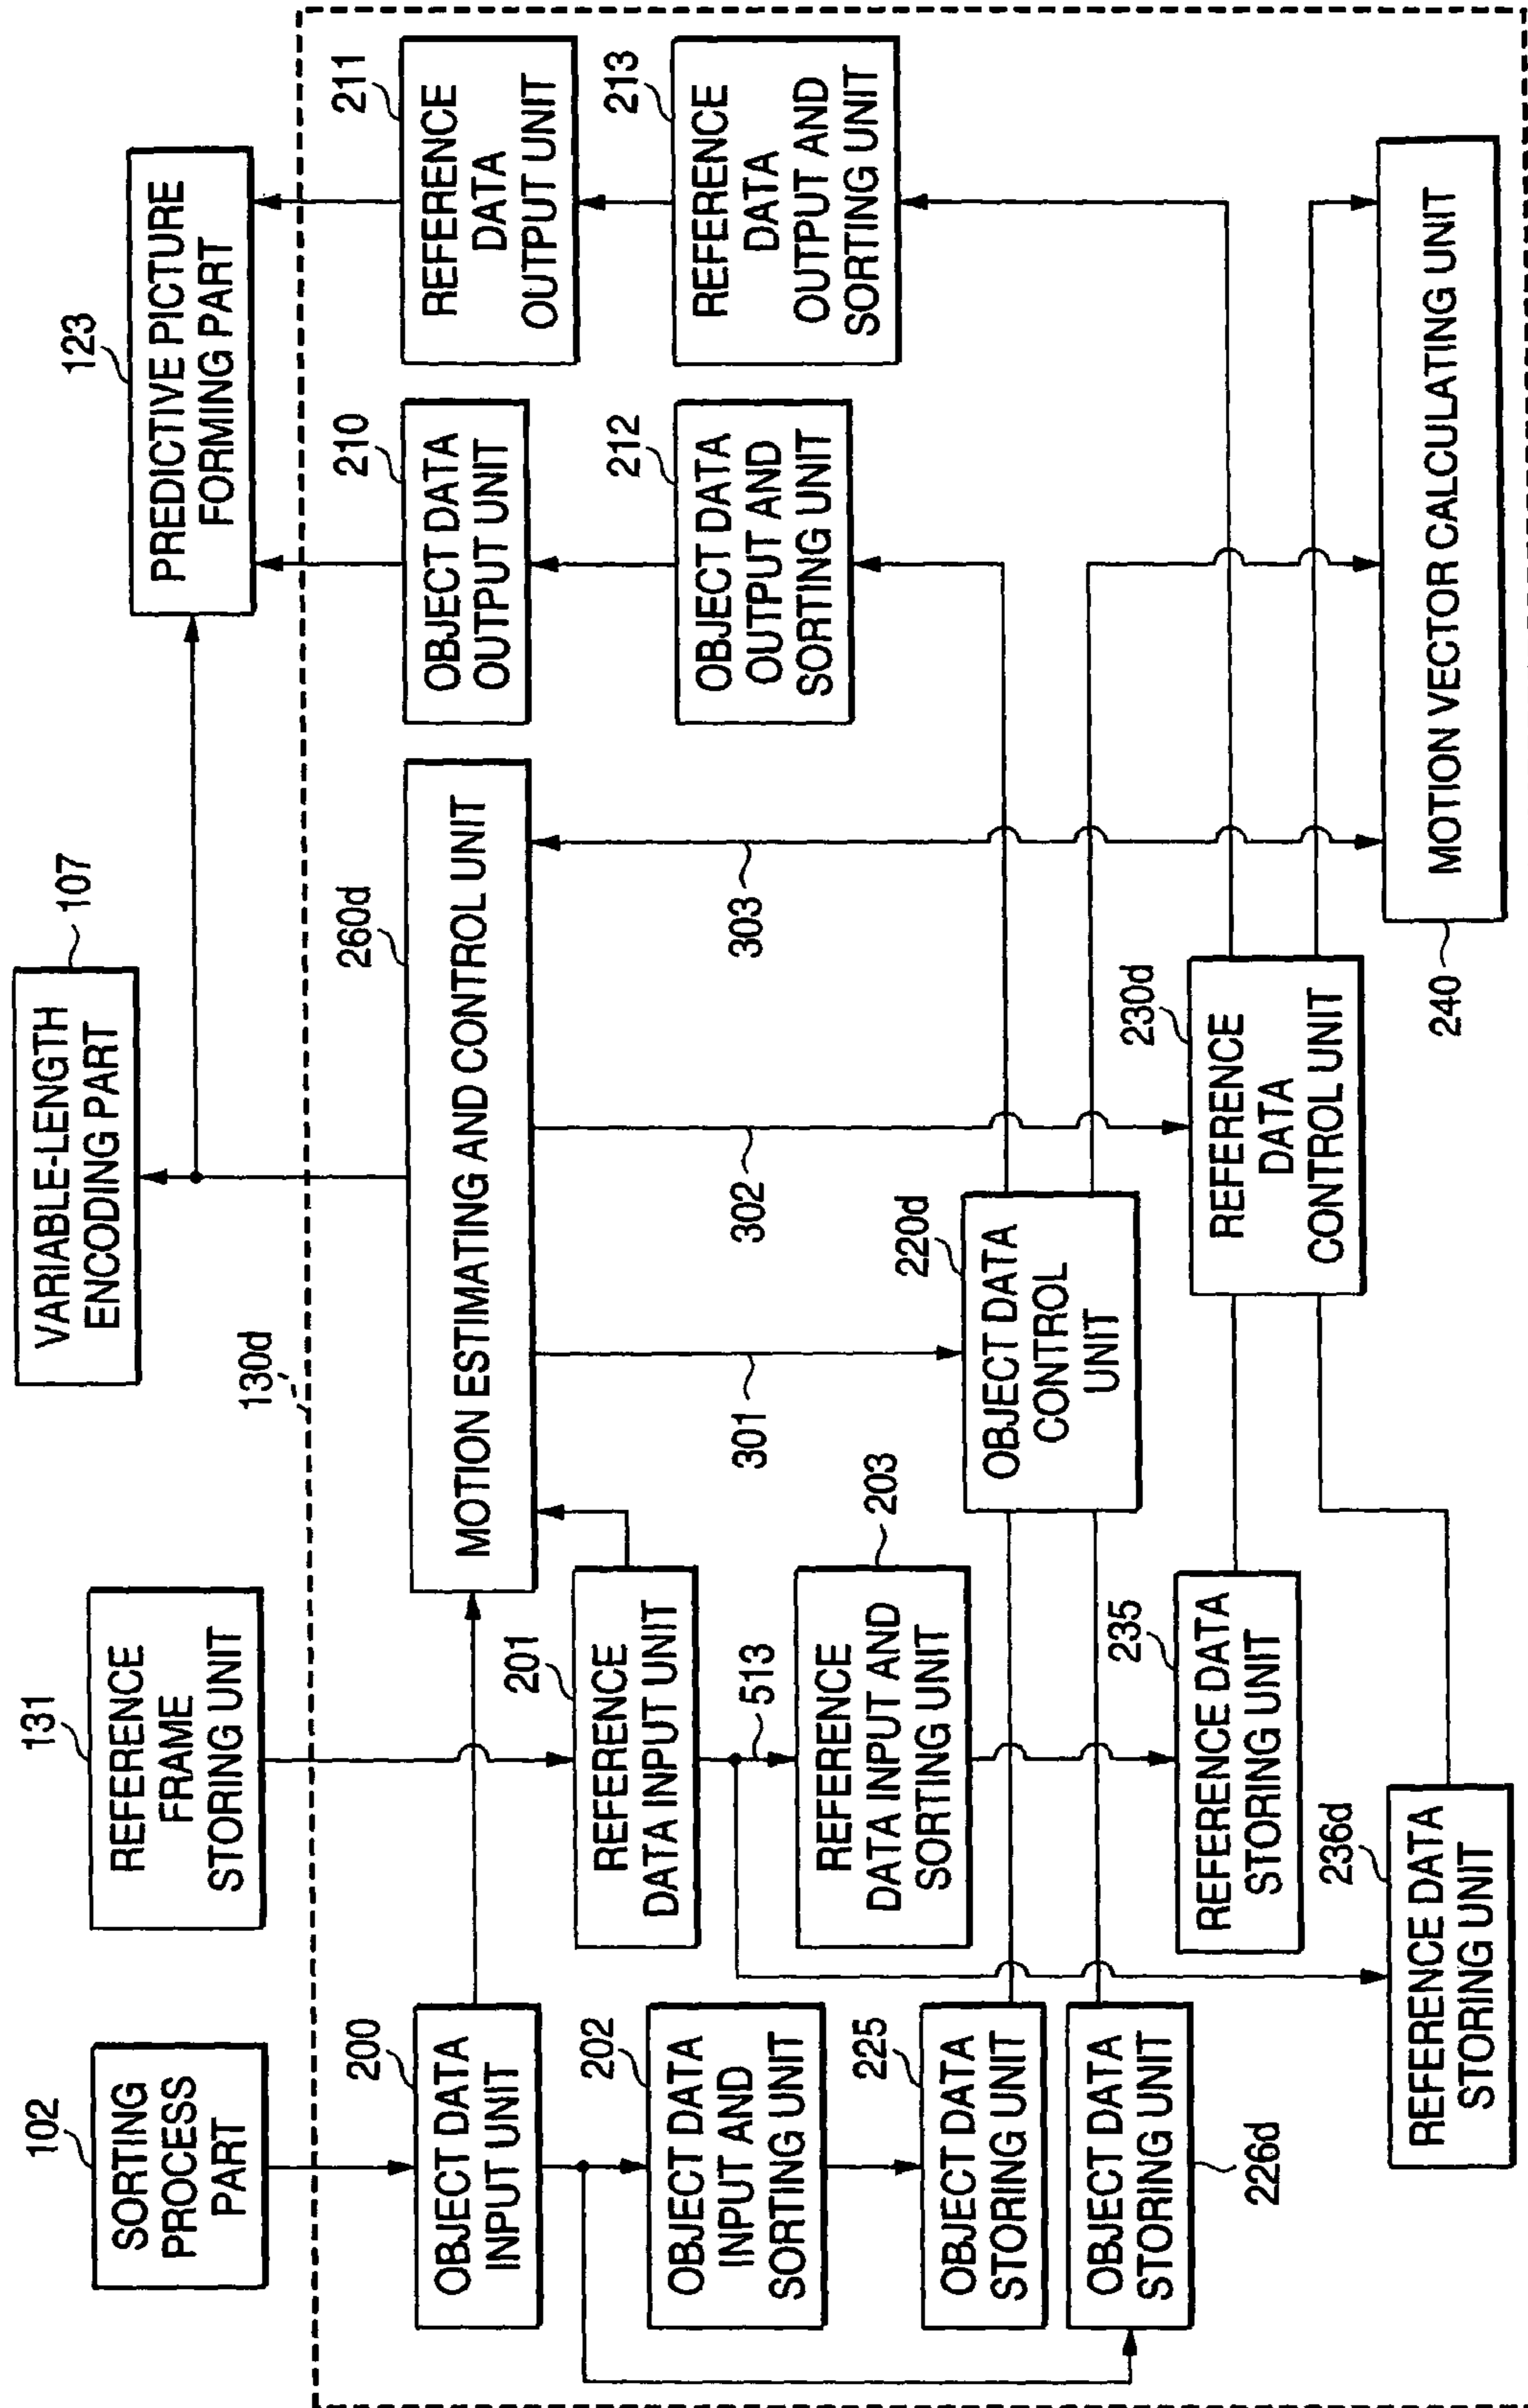 102
SORTING
PROCESS
PART
131
REFERENCE
FRAME
STORING UNIT
VARIABLE-LENGTH
ENCODING PART
107
123
PREDICTIVE PICTURE
FORMING PART
130d
200
OBJECT DATA
INPUT UNIT
201
REFERENCE
DATA INPUT UNIT
513
260d
MOTION ESTIMATING AND CONTROL UNIT
210
OBJECT DATA
OUTPUT UNIT
211
REFERENCE
DATA
OUTPUT UNIT
202
OBJECT DATA
INPUT AND
SORTING UNIT
203
REFERENCE
DATA INPUT AND
SORTING UNIT
301
302
303
212
OBJECT DATA
OUTPUT AND
SORTING UNIT
213
REFERENCE
DATA
OUTPUT AND
SORTING UNIT
225
OBJECT DATA
STORING UNIT
OBJECT DATA
STORING UNIT
226d
220d
OBJECT DATA
CONTROL
UNIT
235
REFERENCE DATA
STORING UNIT
230d
REFERENCE
DATA
CONTROL UNIT
236d
REFERENCE DATA
STORING UNIT
240
MOTION VECTOR CALCULATING UNIT